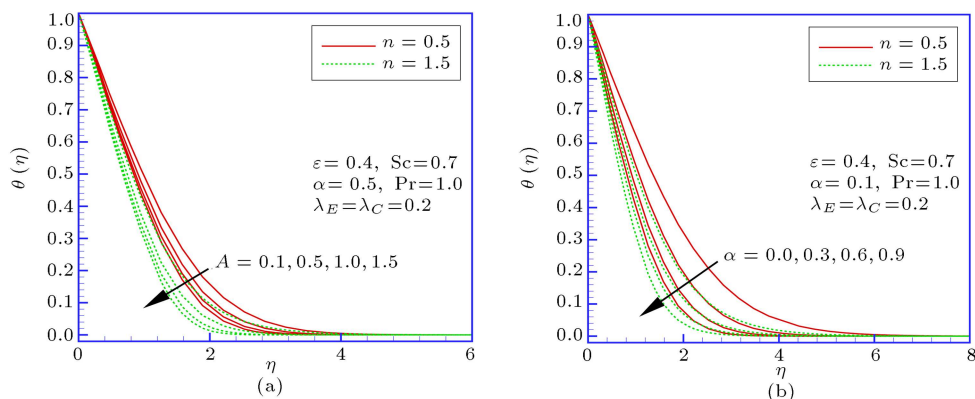 1.0
0.9
0.8
0.7
0.6
0.5
0.4
0.3
0.2
0.1
0.0
θ (η)
n = 0.5
n = 1.5
ε= 0.4, Sc=0.7
α= 0.5, Pr=1.0
λE=λC=0.2
A = 0.1, 0.5, 1.0, 1.5
0 2 4 6
η
(a)
1.0
0.9
0.8
0.7
0.6
0.5
0.4
0.3
0.2
0.1
0.0
θ (η)
n = 0.5
n = 1.5
ε= 0.4, Sc=0.7
α= 0.1, Pr=1.0
λE=λC=0.2
α = 0.0, 0.3, 0.6, 0.9
0 2 4 6 8
η
(b)